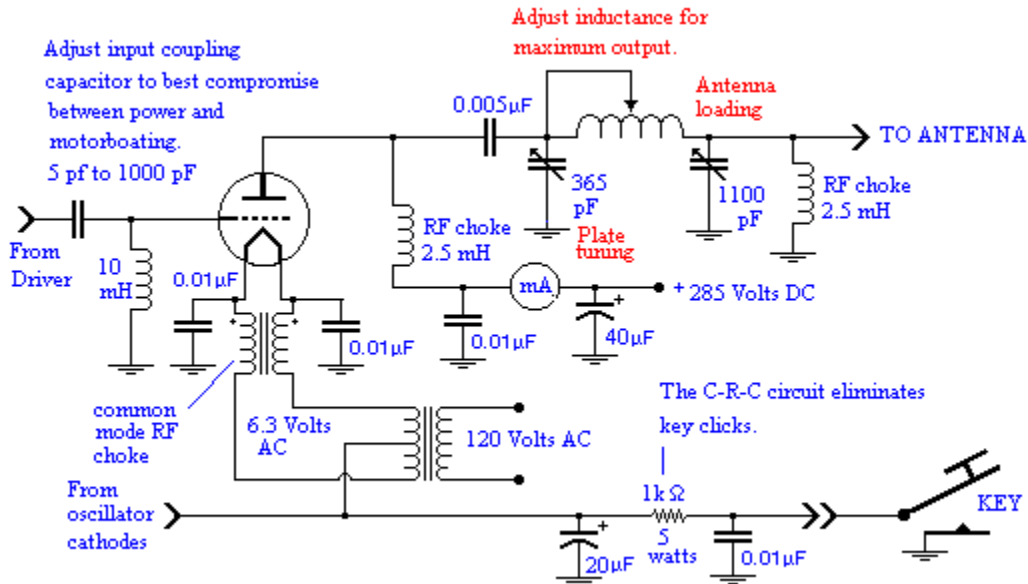 Adjust inductance for
maximum output.
Adjust input coupling
capacitor to best compromise
between power and
motorboating.
5 pf to 1000 pF
0.005µF
Antenna
loading
TO ANTENNA
365
pF
Plate
tuning
1100
pF
RF choke
2.5 mH
RF choke
2.5 mH
From
Driver
10
mH
0.01µF
0.01µF
mA
+ 285 Volts DC
0.01µF
+
40µF
common
mode RF
choke
6.3 Volts
AC
120 Volts AC
The C-R-C circuit eliminates
key clicks.
From
oscillator
cathodes
1k Ω
5
watts
+
20µF
0.01µF
KEY